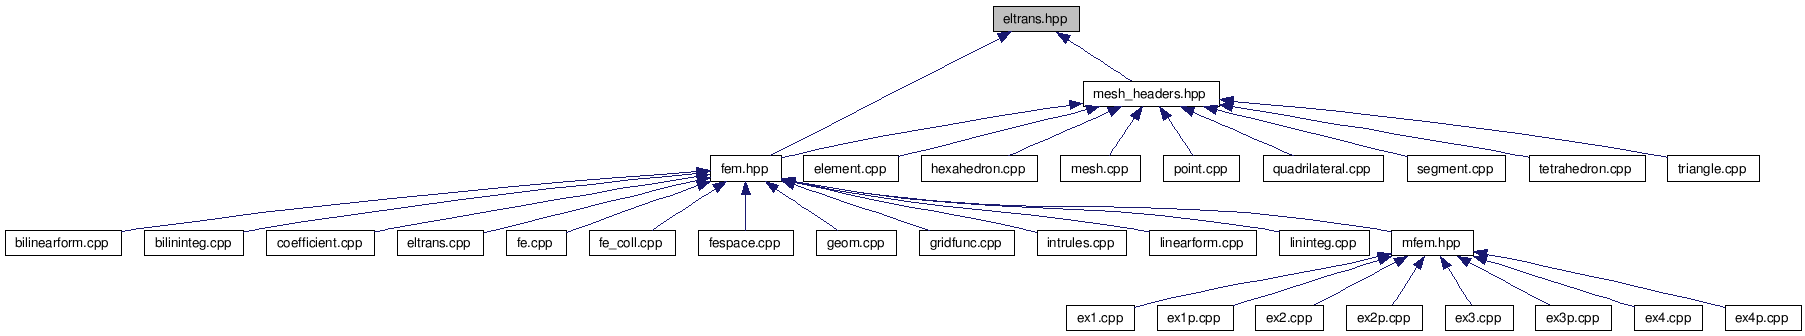 eltrans.hpp
mesh_headers.hpp
fem.hpp
element.cpp
hexahedron.cpp
mesh.cpp
point.cpp
quadrilateral.cpp
segment.cpp
tetrahedron.cpp
triangle.cpp
bilinearform.cpp
bilininteg.cpp
coefficient.cpp
eltrans.cpp
fe.cpp
fe_coll.cpp
fespace.cpp
geom.cpp
gridfunc.cpp
intrules.cpp
linearform.cpp
lininteg.cpp
mfem.hpp
ex1.cpp
ex1p.cpp
ex2.cpp
ex2p.cpp
ex3.cpp
ex3p.cpp
ex4.cpp
ex4p.cpp